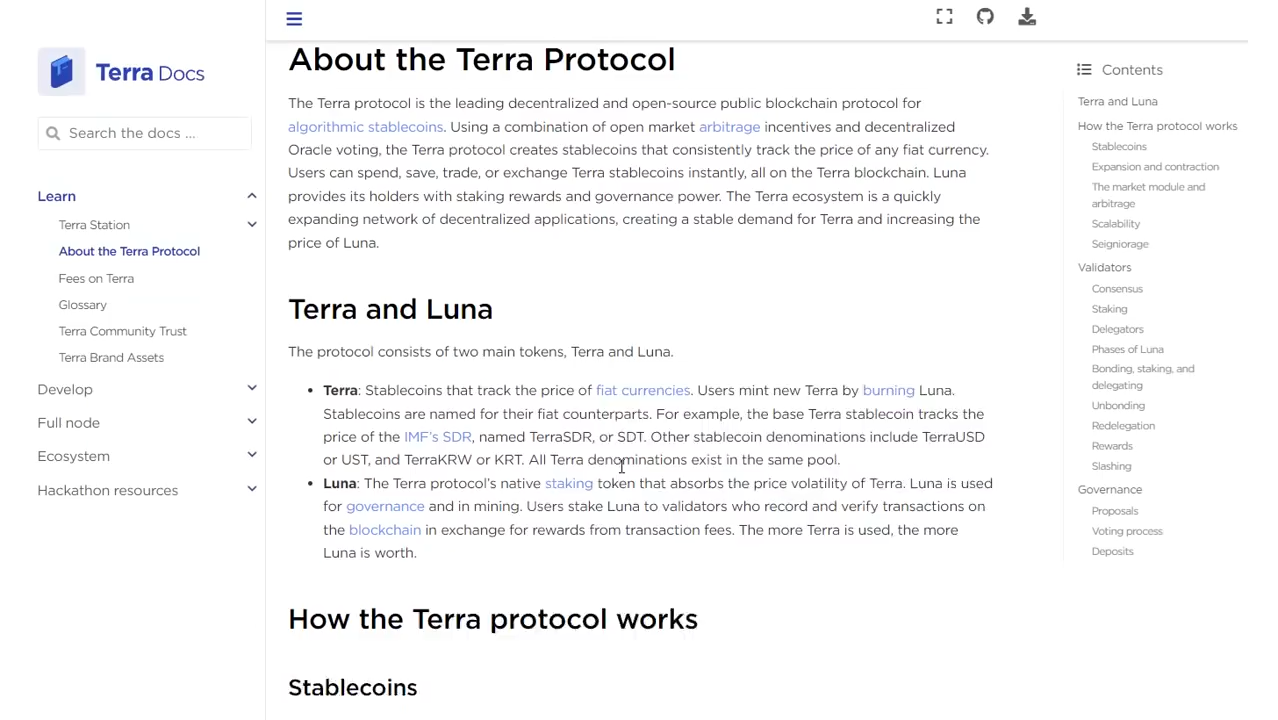 Terra Docs
Search the docs ...
Learn
Terra Station
About the Terra Protocol
Fees on Terra
Glossary
Terra Community Trust
Terra Brand Assets
Develop
Full node
Ecosystem
Hackathon resources
About the Terra Protocol
The Terra protocol is the leading decentralized and open-source public blockchain protocol for
algorithmic stablecoins. Using a combination of open market arbitrage incentives and decentralized
Oracle voting, the Terra protocol creates stablecoins that consistently track the price of any fiat currency.
Users can spend, save, trade, or exchange Terra stablecoins instantly, all on the Terra blockchain. Luna
provides its holders with staking rewards and governance power. The Terra ecosystem is a quickly
expanding network of decentralized applications, creating a stable demand for Terra and increasing the
price of Luna.
Terra and Luna
The protocol consists of two main tokens, Terra and Luna.
• Terra: Stablecoins that track the price of fiat currencies. Users mint new Terra by burning Luna.
Stablecoins are named for their fiat counterparts. For example, the base Terra stablecoin tracks the
price of the IMF's SDR, named TerraSDR, or SDT. Other stablecoin denominations include TerraUSD
or UST, and TerraKRW or KRT. All Terra denominations exist in the same pool.
• Luna: The Terra protocol's native staking token that absorbs the price volatility of Terra. Luna is used
for governance and in mining. Users stake Luna to validators who record and verify transactions on
the blockchain in exchange for rewards from transaction fees. The more Terra is used, the more
Luna is worth.
How the Terra protocol works
Stablecoins
Contents
Terra and Luna
How the Terra protocol works
Stablecoins
Expansion and contraction
The market module and
arbitrage
Scalability
Seigniorage
Validators
Consensus
Staking
Delegators
Phases of Luna
Bonding, staking, and
delegating
Unbonding
Redelegation
Rewards
Slashing
Governance
Proposals
Voting process
Deposits